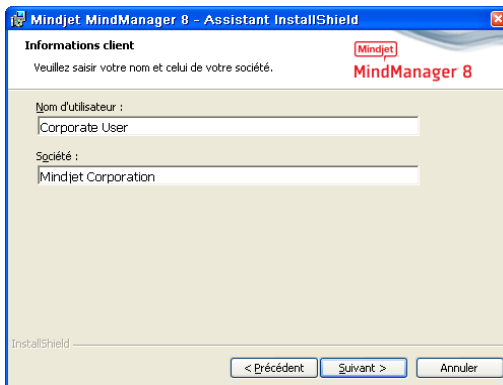 Mindjet MindManager 8 - Assistant InstallShield
Informations client
Veuillez saisir votre nom et celui de votre société.
Mindjet
MindManager 8
Nom d'utilisateur :
Corporate User
Société :
Mindjet Corporation
InstallShield
< Précédent
Suivant >
Annuler